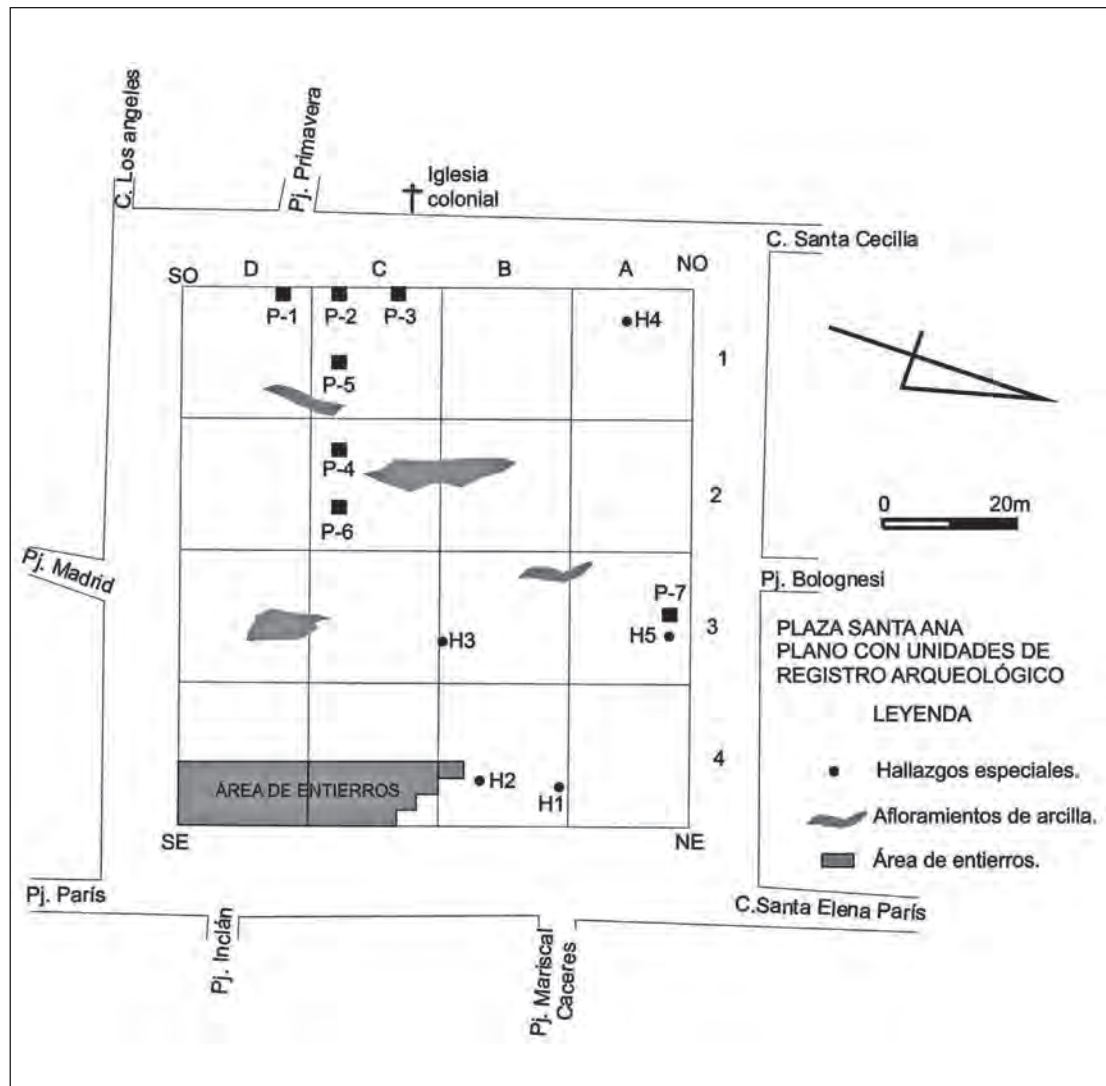 C. Los angeles
Pj. Primavera
Iglesia
colonial
C. Santa Cecilia
SO
D
C
B
A
NO
P-1
P-2
P-3
H4
1
P-5
P-4
2
P-6
0
20m
Pj. Madrid
Pj. Bolognesi
P-7
H3
H5
3
PLAZA SANTA ANA
PLANO CON UNIDADES DE
REGISTRO ARQUEOLÓGICO
LEYENDA
4
Hallazgos especiales.
ÁREA DE ENTIERROS
H2
H1
Afloramientos de arcilla.
SE
NE
Área de entierros.
Pj. París
C.Santa Elena París
Pj. Inclán
Pj. Mariscal
Caceres